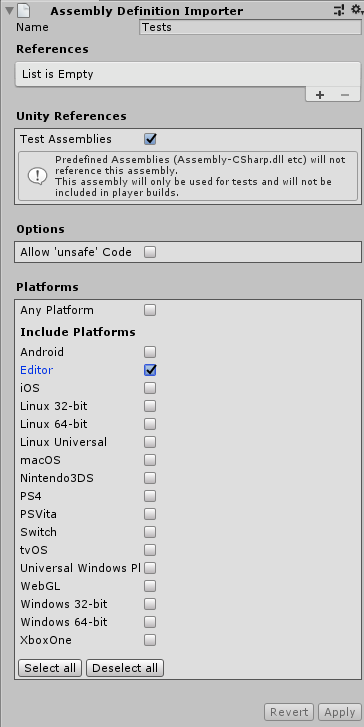 Assembly Definition Importer
Name Tests
References
List is Empty
+ −
Unity References
Test Assemblies
Predefined Assemblies (Assembly-CSharp.dll etc) will not
reference this assembly.
This assembly will only be used for tests and will not be
included in player builds.
Options
Allow 'unsafe' Code
Platforms
Any Platform
Include Platforms
Android
Editor
iOS
Linux 32-bit
Linux 64-bit
Linux Universal
macOS
Nintendo3DS
PS4
PSVita
Switch
tvOS
Universal Windows Pl
WebGL
Windows 32-bit
Windows 64-bit
XboxOne
Select all Deselect all
Revert Apply